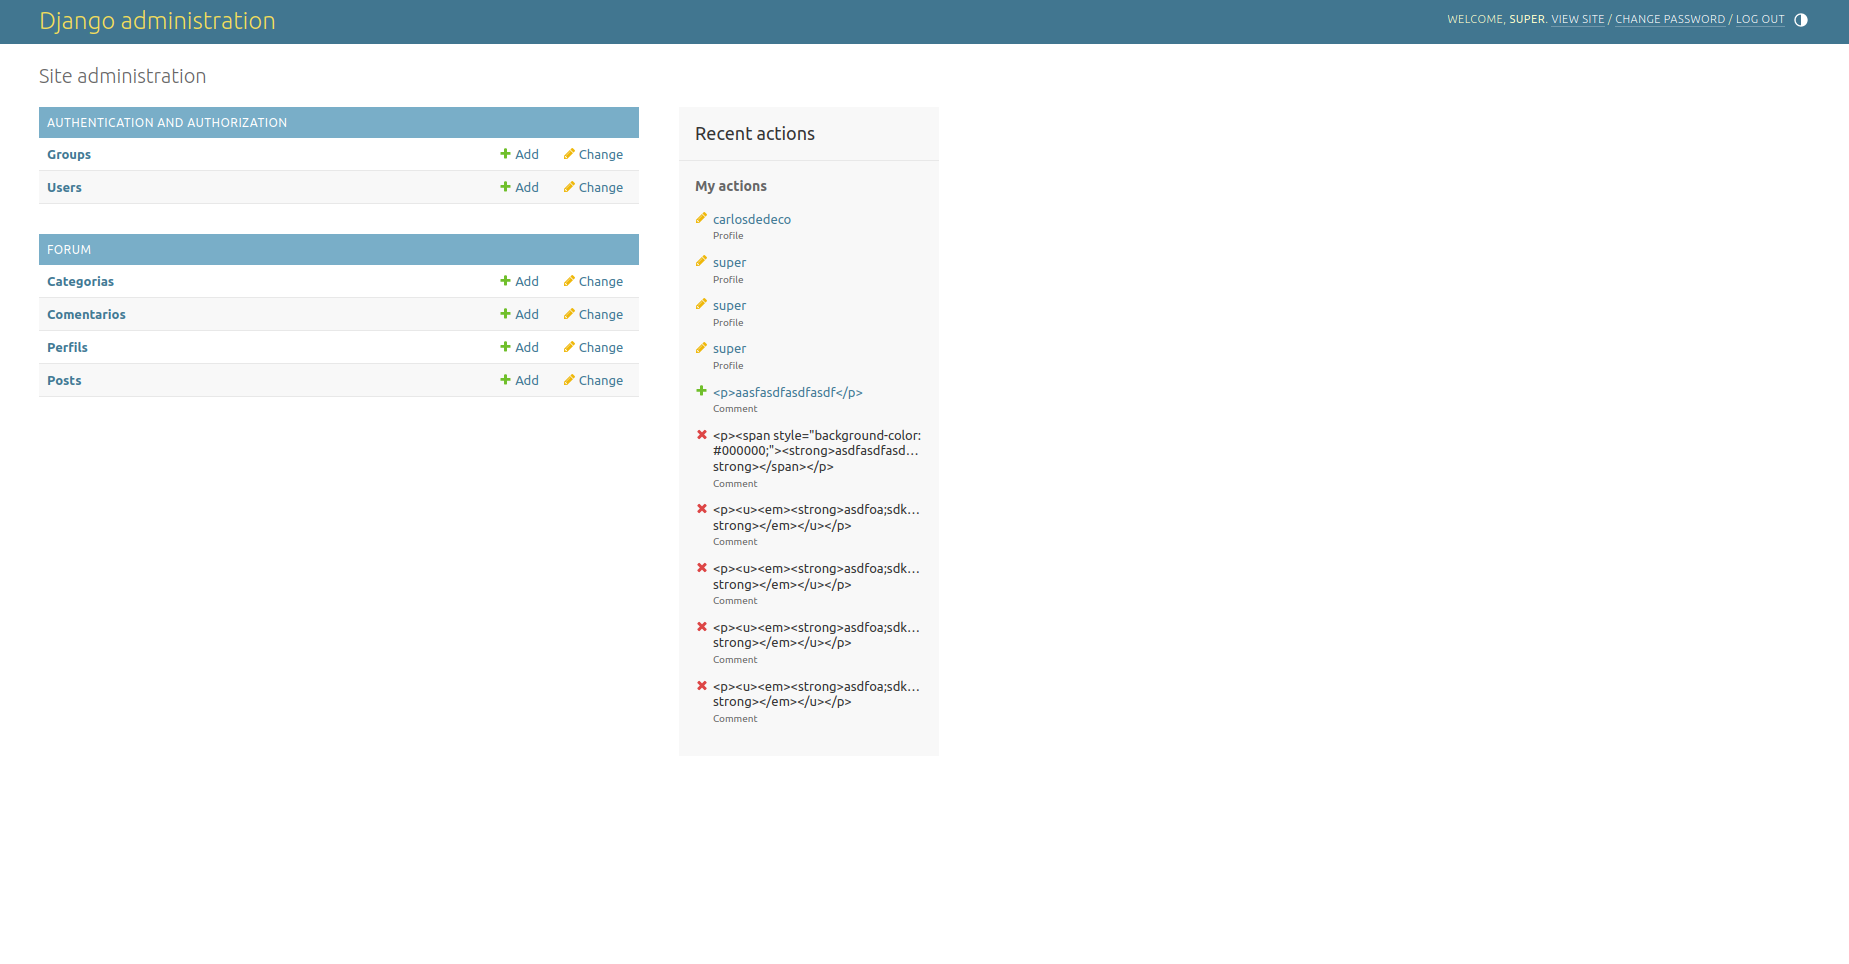 Django administration
WELCOME, SUPER. VIEW SITE / CHANGE PASSWORD / LOG OUT
Site administration
AUTHENTICATION AND AUTHORIZATION
Groups Add Change
Users Add Change
FORUM
Categorias Add Change
Comentarios Add Change
Perfils Add Change
Posts Add Change
Recent actions
My actions
carlosdedeco
Profile
super
Profile
super
Profile
super
Profile
<p>aasfasdfasdfasdf</p>
Comment
<p><span style="background-color:
#000000;"><strong>asdfasdfasd…
strong></span></p>
Comment
<p><u><em><strong>asdfoa;sdk…
strong></em></u></p>
Comment
<p><u><em><strong>asdfoa;sdk…
strong></em></u></p>
Comment
<p><u><em><strong>asdfoa;sdk…
strong></em></u></p>
Comment
<p><u><em><strong>asdfoa;sdk…
strong></em></u></p>
Comment